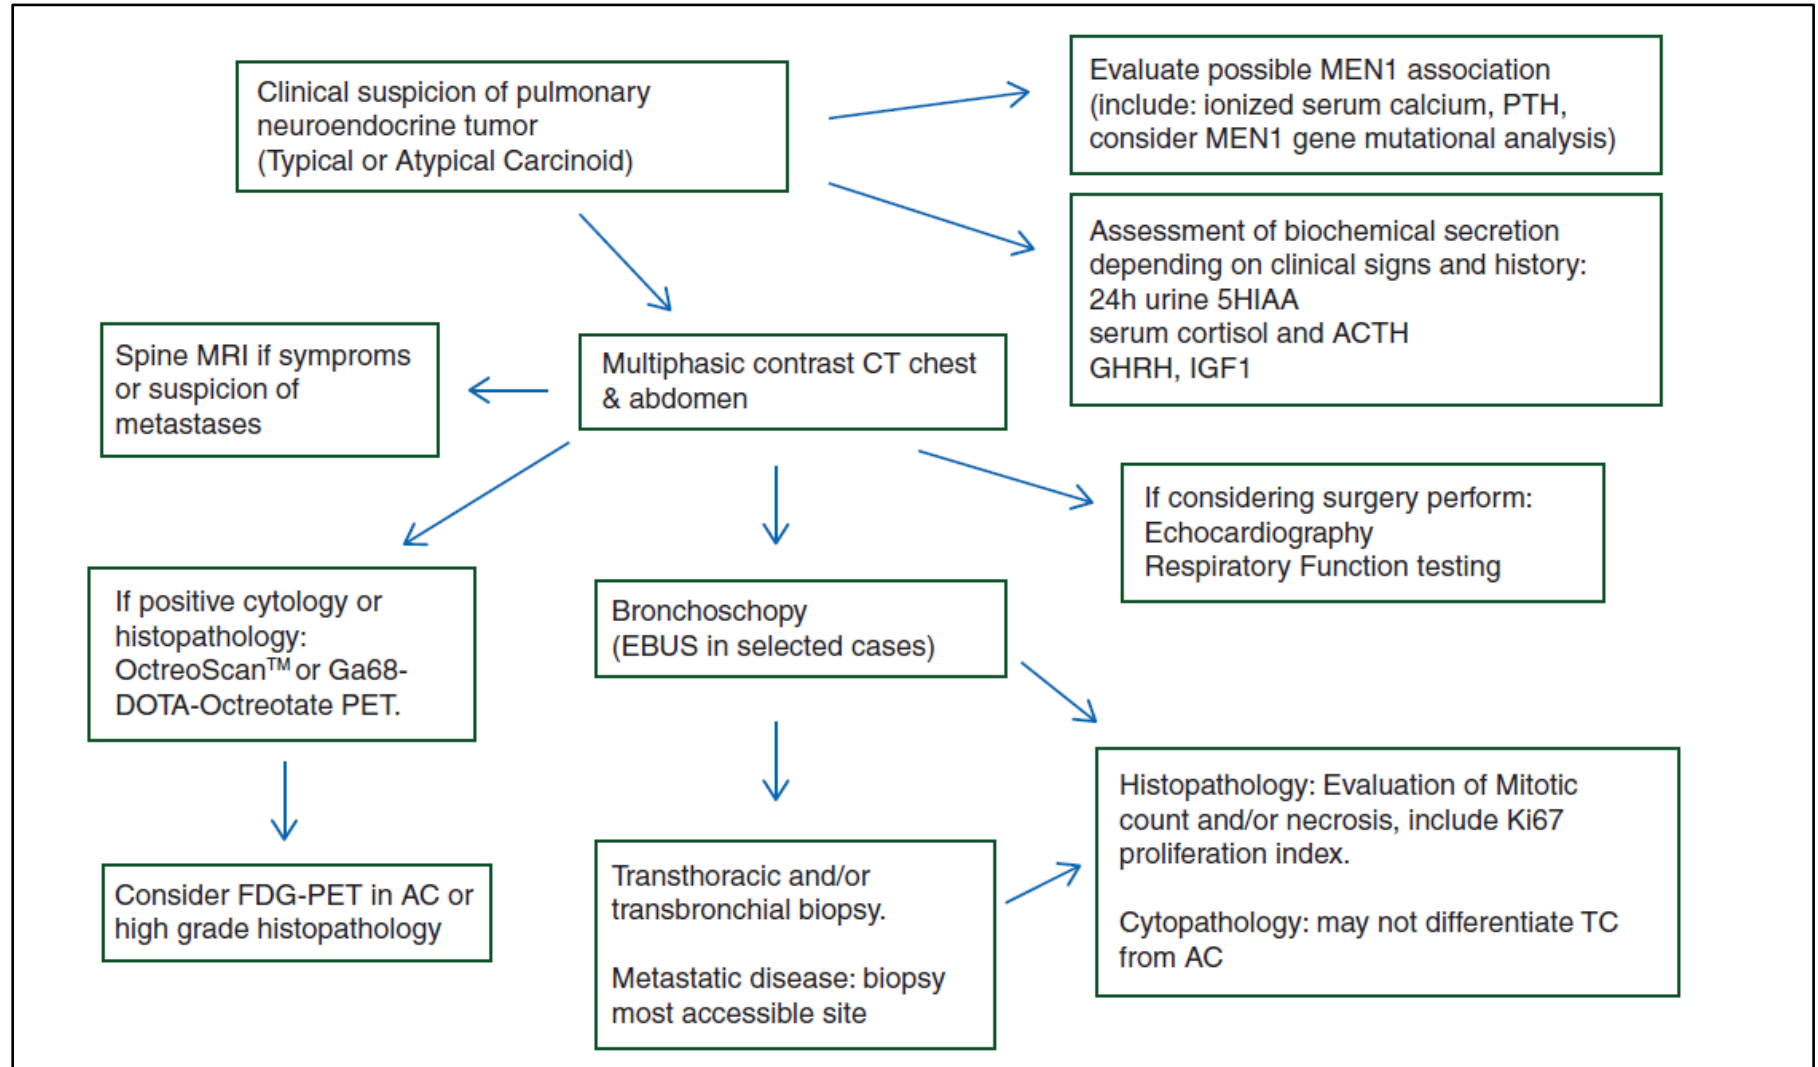 Clinical suspicion of pulmonary
neuroendocrine tumor
(Typical or Atypical Carcinoid)
Evaluate possible MEN1 association
(include: ionized serum calcium, PTH,
consider MEN1 gene mutational analysis)
Assessment of biochemical secretion
depending on clinical signs and history:
24h urine 5HIAA
serum cortisol and ACTH
GHRH, IGF1
Spine MRI if symproms
or suspicion of
metastases
Multiphasic contrast CT chest
& abdomen
If considering surgery perform:
Echocardiography
Respiratory Function testing
If positive cytology or
histopathology:
OctreoScan™ or Ga68-
DOTA-Octreotate PET.
Bronchoschopy
(EBUS in selected cases)
Histopathology: Evaluation of Mitotic
count and/or necrosis, include Ki67
proliferation index.
Cytopathology: may not differentiate TC
from AC
Consider FDG-PET in AC or
high grade histopathology
Transthoracic and/or
transbronchial biopsy.
Metastatic disease: biopsy
most accessible site